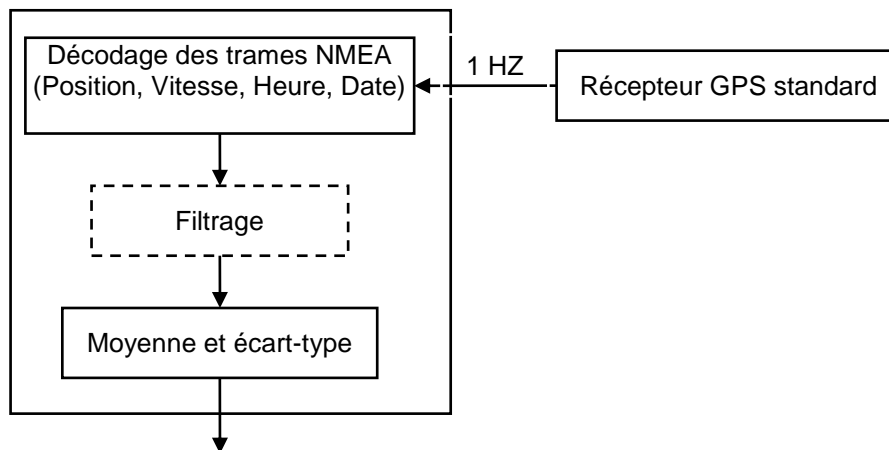 Décodage des trames NMEA
(Position, Vitesse, Heure, Date)
1 HZ
Récepteur GPS standard
Filtrage
Moyenne et écart-type